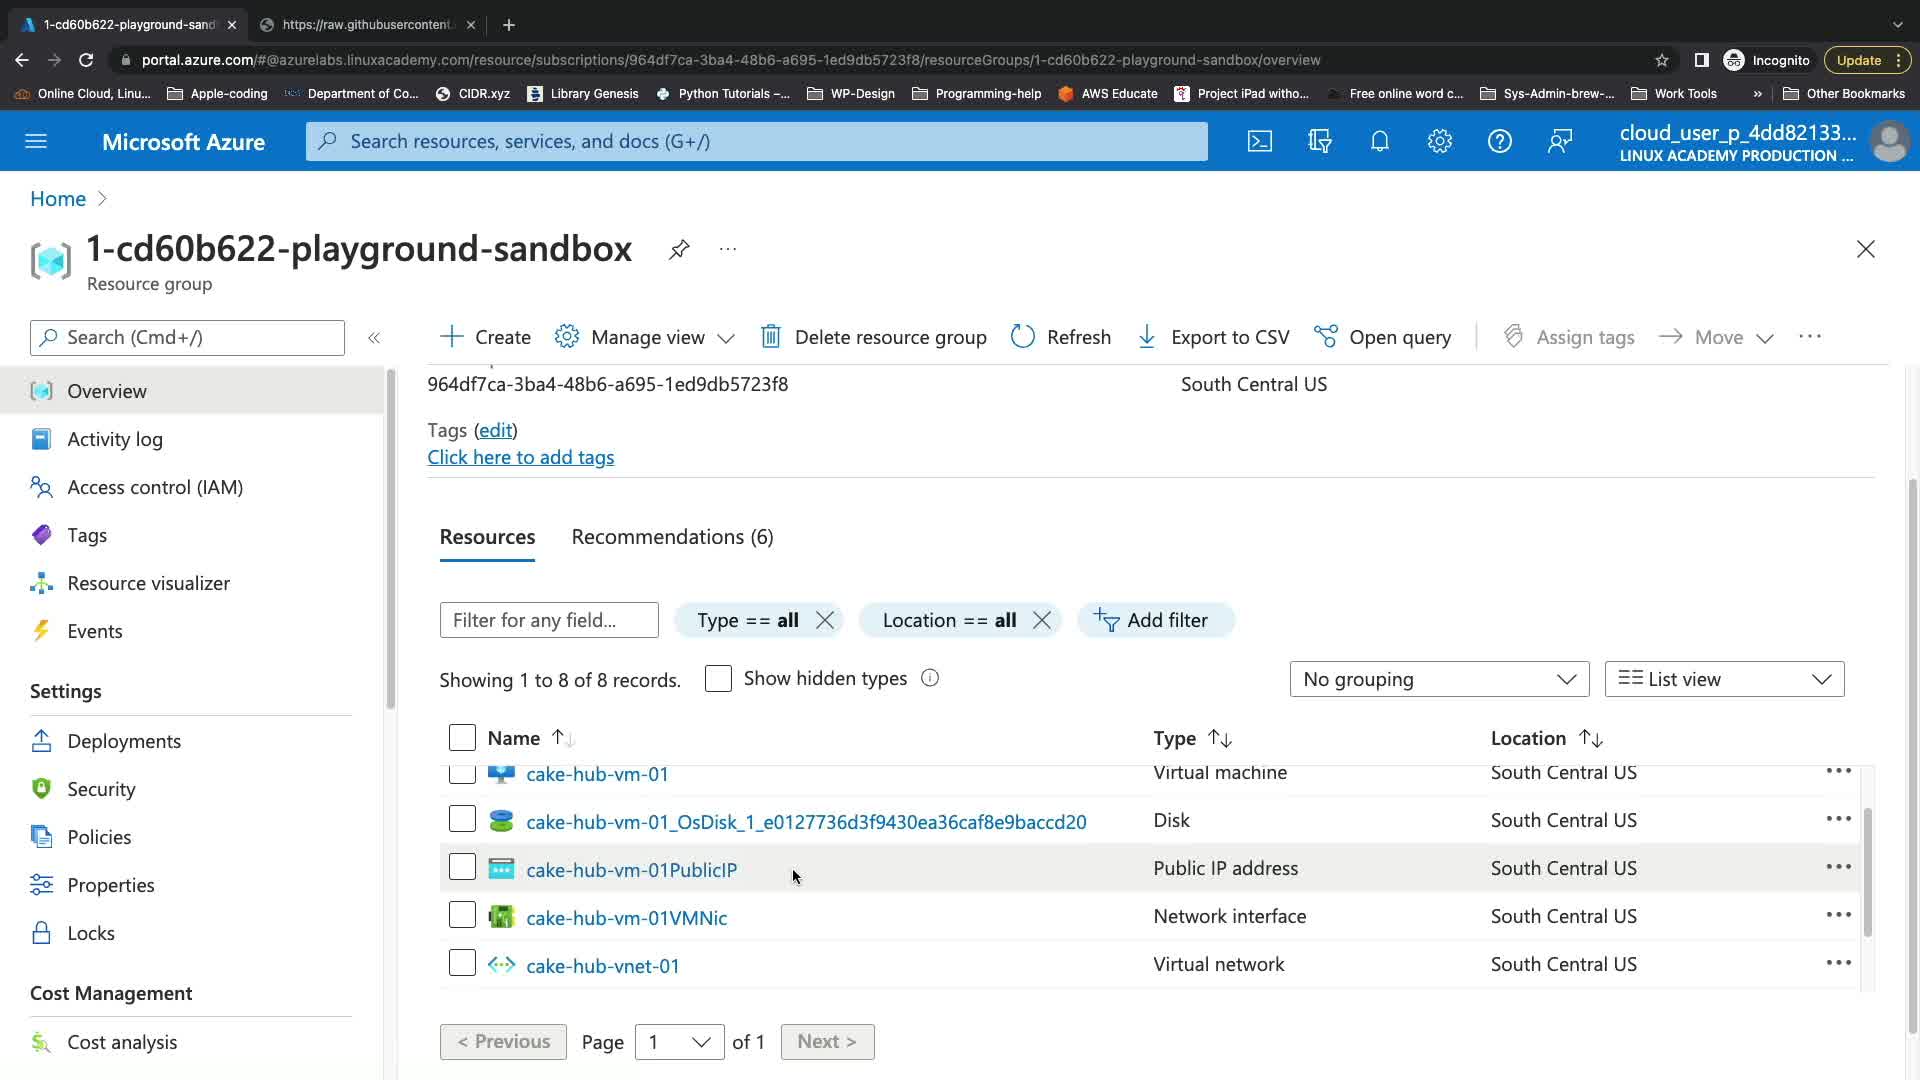 1-cd60b622-playground-sand
https://raw.githubusercontent.
portal.azure.com/#@azurelabs.linuxacademy.com/resource/subscriptions/964df7ca-3ba4-48b6-a695-1ed9db5723f8/resourceGroups/1-cd60b622-playground-sandbox/overview
Incognito
Update
Online Cloud, Linu...
Apple-coding
Department of Co...
CIDR.xyz
Library Genesis
Python Tutorials –...
WP-Design
Programming-help
AWS Educate
Project iPad witho...
Free online word c...
Sys-Admin-brew-...
Work Tools
»
Other Bookmarks
Microsoft Azure
Search resources, services, and docs (G+/)
cloud_user_p_4dd82133...
LINUX ACADEMY PRODUCTION ...
Home
1-cd60b622-playground-sandbox
...
Resource group
Search (Cmd+/)
«
Create
Manage view
Delete resource group
Refresh
Export to CSV
Open query
Assign tags
Move
...
Overview
Activity log
Access control (IAM)
Tags
Resource visualizer
Events
Settings
Deployments
Security
Policies
Properties
Locks
Cost Management
Cost analysis
964df7ca-3ba4-48b6-a695-1ed9db5723f8
South Central US
Tags (edit)
Click here to add tags
Resources
Recommendations (6)
Filter for any field...
Type == all
Location == all
Add filter
Showing 1 to 8 of 8 records.
Show hidden types
No grouping
List view
Name
Type
Location
cake-hub-vm-01
Virtual machine
South Central US
cake-hub-vm-01_OsDisk_1_e0127736d3f9430ea36caf8e9baccd20
Disk
South Central US
cake-hub-vm-01PublicIP
Public IP address
South Central US
cake-hub-vm-01VMNic
Network interface
South Central US
cake-hub-vnet-01
Virtual network
South Central US
< Previous
Page
1
of 1
Next >